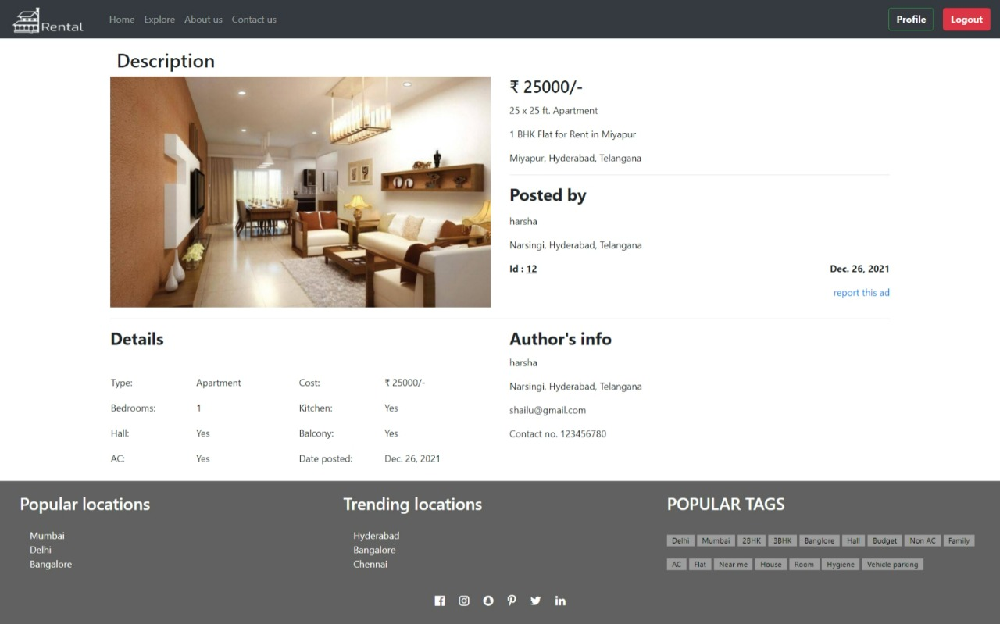 Rental
Home Explore About us Contact us
Profile Logout
Description
₹ 25000/-
25 x 25 ft. Apartment
1 BHK Flat for Rent in Miyapur
Miyapur, Hyderabad, Telangana
Posted by
harsha
Narsingi, Hyderabad, Telangana
Id : 12 Dec. 26, 2021
report this ad
Details
Type: Apartment Cost: ₹ 25000/-
Bedrooms: 1 Kitchen: Yes
Hall: Yes Balcony: Yes
AC: Yes Date posted: Dec. 26, 2021
Author's info
harsha
Narsingi, Hyderabad, Telangana
shailu@gmail.com
Contact no. 123456780
Popular locations
Mumbai
Delhi
Bangalore
Trending locations
Hyderabad
Bangalore
Chennai
POPULAR TAGS
Delhi Mumbai 2BHK 3BHK Banglore Hall Budget Non AC Family
AC Flat Near me House Room Hygiene Vehicle parking